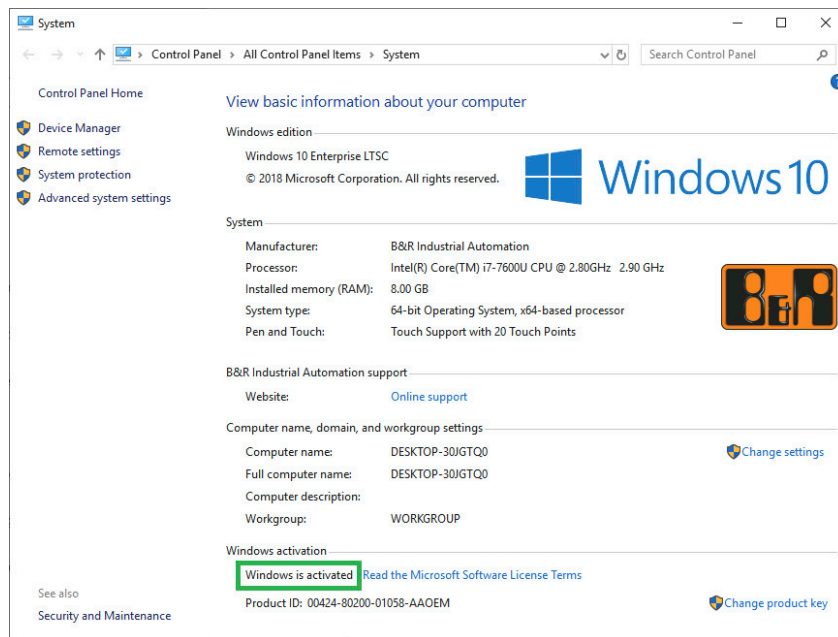 System
Control Panel > All Control Panel Items > System
Search Control Panel
Control Panel Home
Device Manager
Remote settings
System protection
Advanced system settings
View basic information about your computer
Windows edition
Windows 10 Enterprise LTSC
© 2018 Microsoft Corporation. All rights reserved.
Windows 10
System
Manufacturer: B&R Industrial Automation
Processor: Intel(R) Core(TM) i7-7600U CPU @ 2.80GHz 2.90 GHz
Installed memory (RAM): 8.00 GB
System type: 64-bit Operating System, x64-based processor
Pen and Touch: Touch Support with 20 Touch Points
B&R
B&R Industrial Automation support
Website: Online support
Computer name, domain, and workgroup settings
Computer name: DESKTOP-30JGTQ0
Full computer name: DESKTOP-30JGTQ0
Computer description:
Workgroup: WORKGROUP
Change settings
Windows activation
Windows is activated Read the Microsoft Software License Terms
Product ID: 00424-80200-01058-AAOEM
Change product key
See also
Security and Maintenance